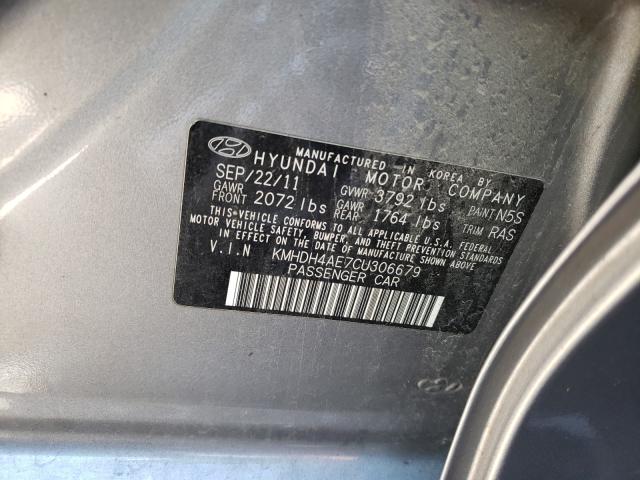 MANUFACTURED IN KOREA BY
HYUNDAI MOTOR COMPANY
SEP/22/11 GVWR 3792 lbs PAINT N5S
GAWR FRONT 2072 lbs GAWR REAR 1764 lbs TRIM RAS
THIS VEHICLE CONFORMS TO ALL APPLICABLE U.S.A. FEDERAL
MOTOR VEHICLE SAFETY, BUMPER, AND THEFT PREVENTION STANDARDS
IN EFFECT ON THE DATE OF MANUFACTURE SHOWN ABOVE.
V.I.N KMHDH4AE7CU306679
PASSENGER CAR